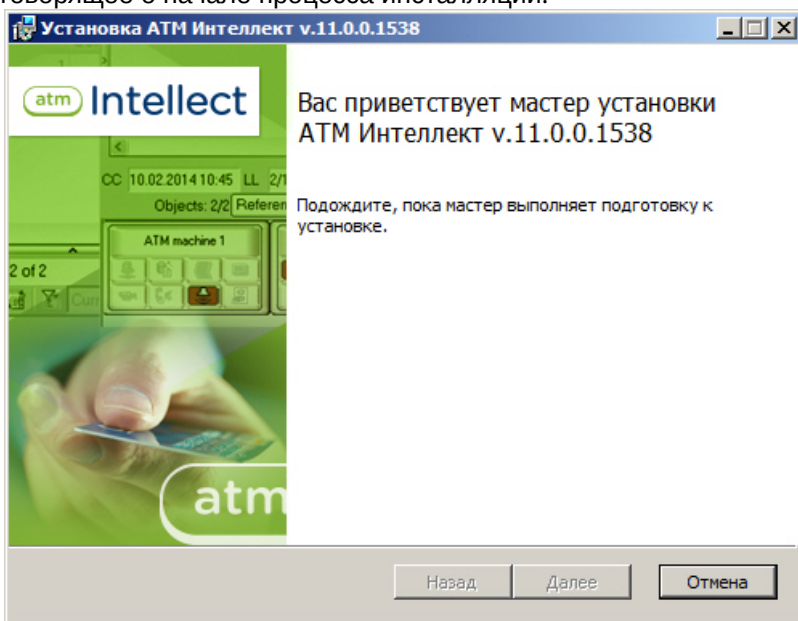 Установка АТМ Интеллект v.11.0.0.1538
atm Intellect
Вас приветствует мастер установки
АТМ Интеллект v.11.0.0.1538
CC 10.02.2014 10:45 LL
Objects: 2/2
Подождите, пока мастер выполняет подготовку к
установке.
ATM machine 1
2 of 2
atm
Назад
Далее
Отмена